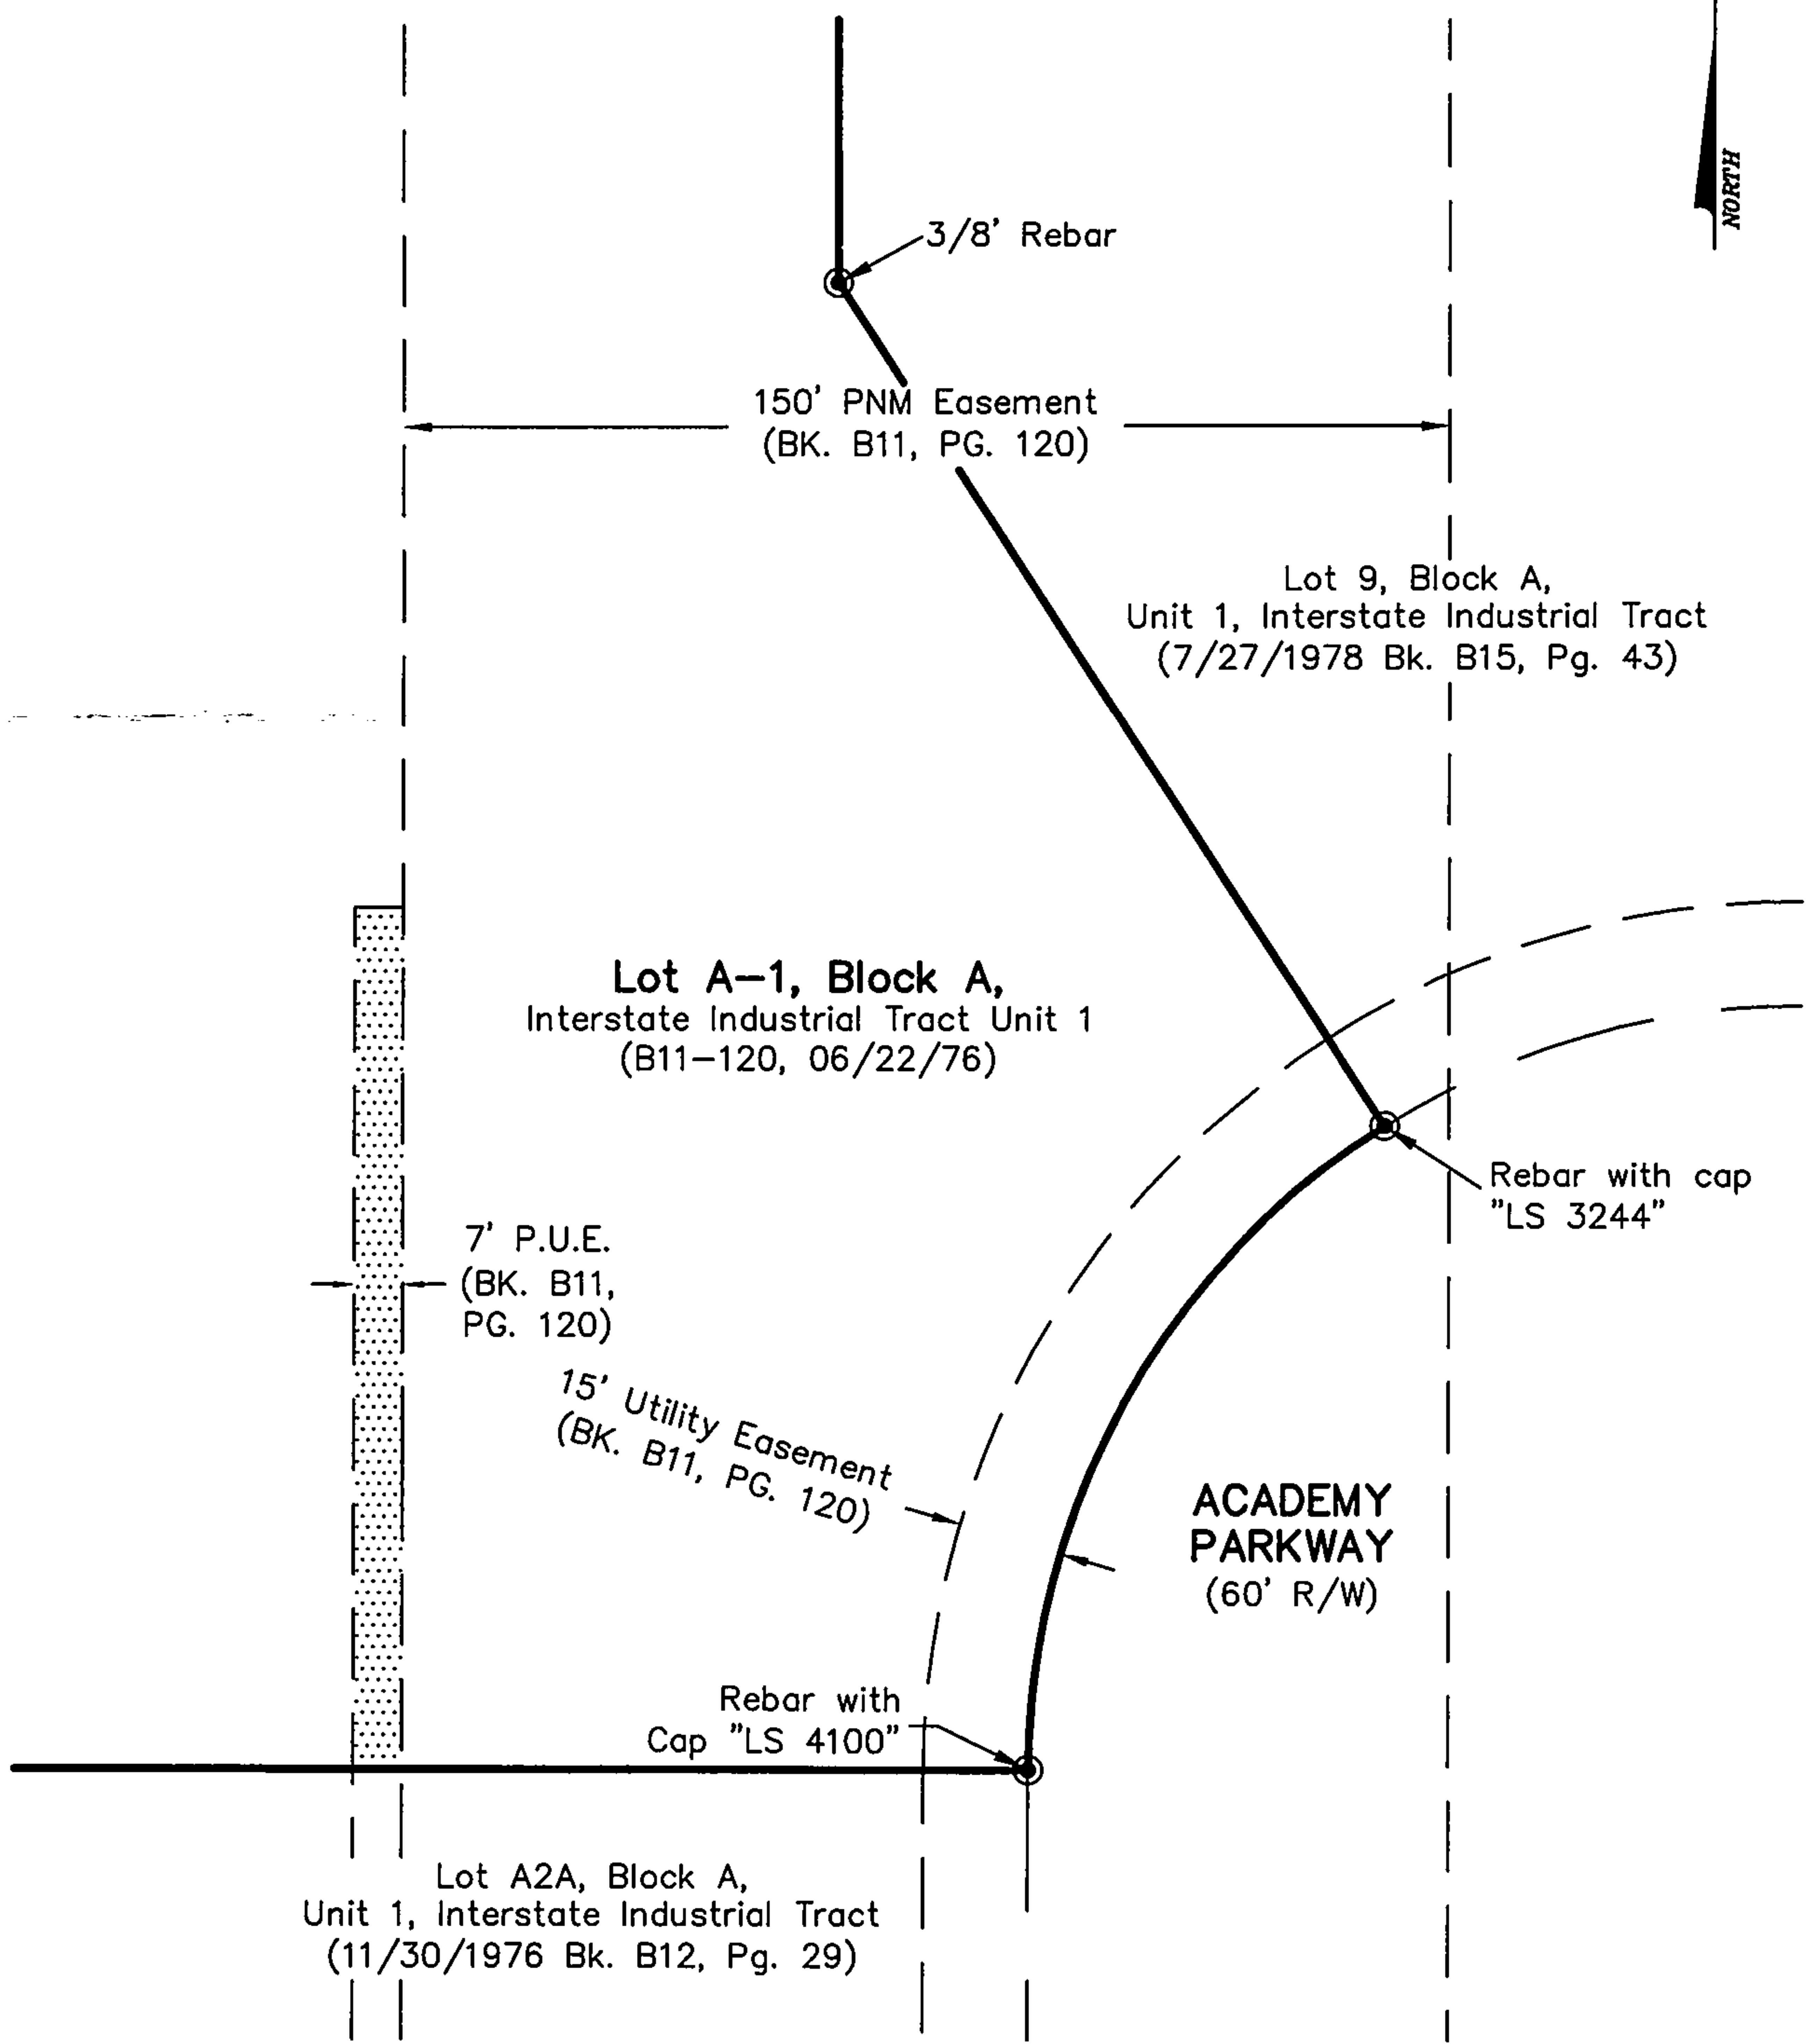 NORTH
3/8' Rebar
150' PNM Easement
(BK. B11, PG. 120)
Lot 9, Block A,
Unit 1, Interstate Industrial Tract
(7/27/1978 Bk. B15, Pg. 43)
Lot A-1, Block A,
Interstate Industrial Tract Unit 1
(B11-120, 06/22/76)
Rebar with cap
"LS 3244"
7' P.U.E.
(BK. B11,
PG. 120)
15' Utility Easement
(BK. B11, PG. 120)
ACADEMY
PARKWAY
(60' R/W)
Rebar with
Cap "LS 4100"
Lot A2A, Block A,
Unit 1, Interstate Industrial Tract
(11/30/1976 Bk. B12, Pg. 29)